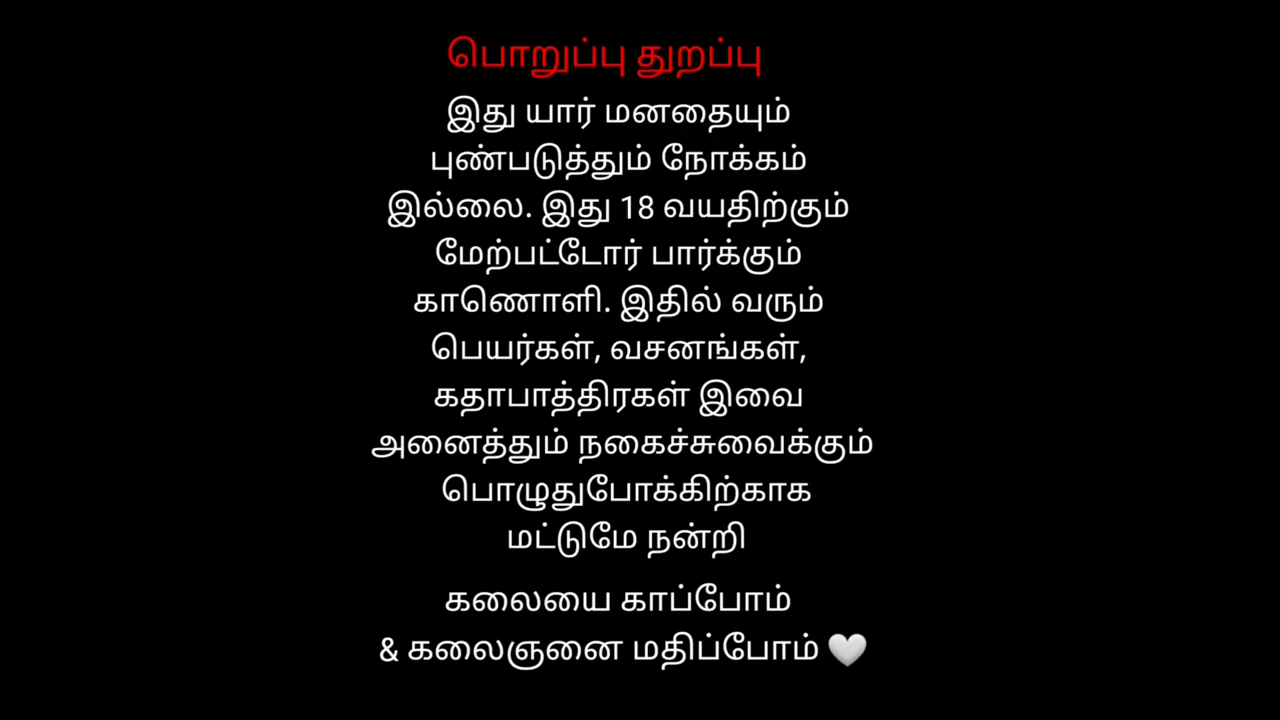 பொறுப்பு துறப்பு
இது யார் மனதையும்
புண்படுத்தும் நோக்கம்
இல்லை. இது 18 வயதிற்கும்
மேற்பட்டோர் பார்க்கும்
காணொளி. இதில் வரும்
பெயர்கள், வசனங்கள்,
கதாபாத்திரகள் இவை
அனைத்தும் நகைச்சுவைக்கும்
பொழுதுபோக்கிற்காக
மட்டுமே நன்றி
கலையை காப்போம்
& கலைஞனை மதிப்போம் 🤍